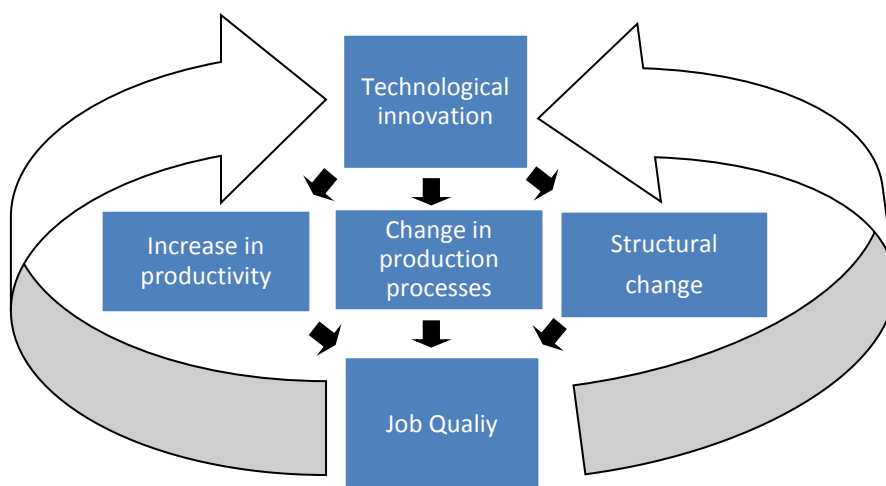 Technological
innovation
Increase in
productivity
Change in
production
processes
Structural
change
Job Qualiy